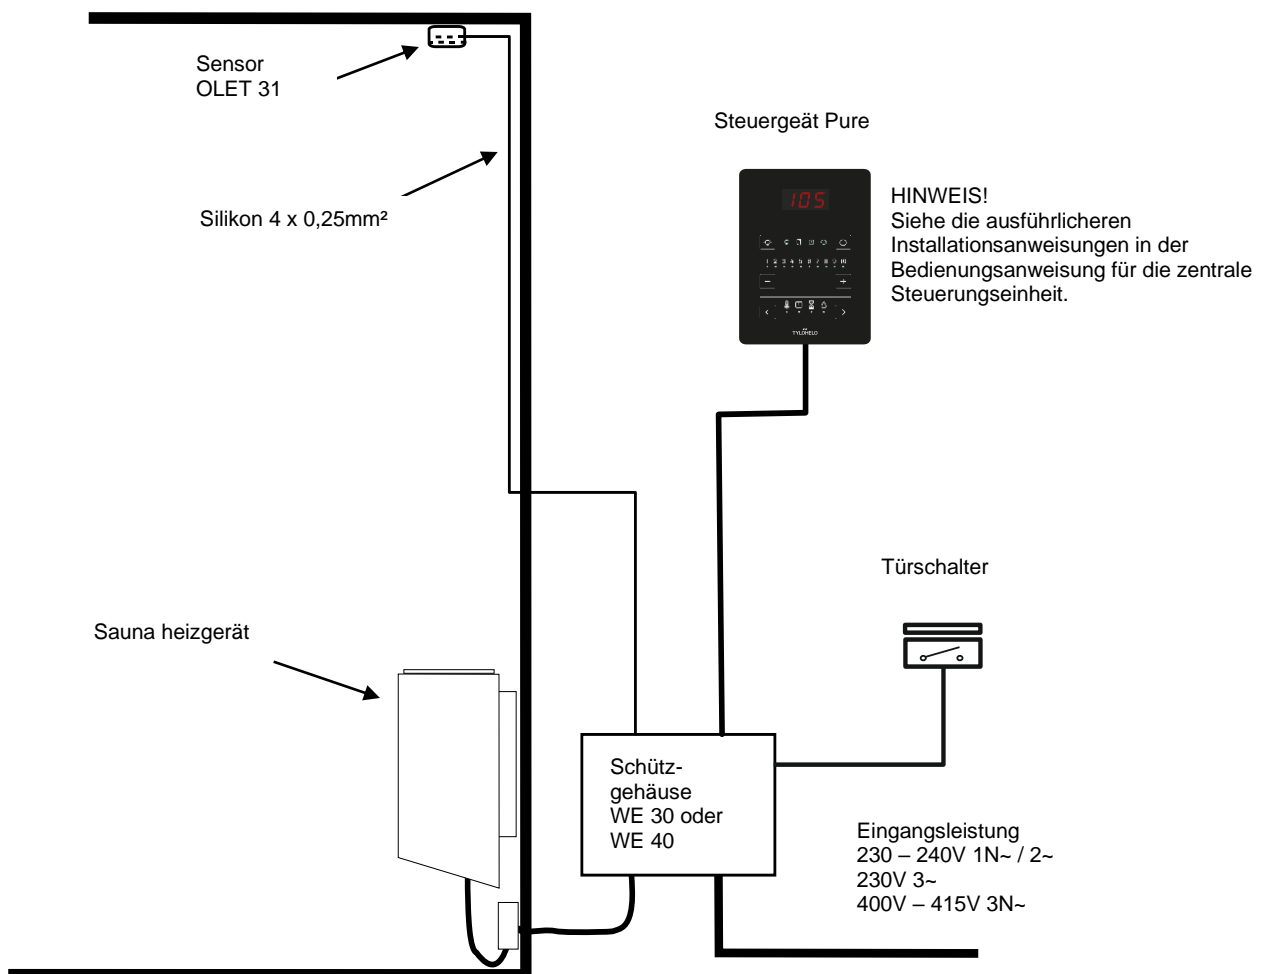 Sensor
OLET 31
Silikon 4 x 0,25mm²
Steuergeät Pure
105
TYLÖHELO
HINWEIS!
Siehe die ausführlicheren
Installationsanweisungen in der
Bedienungsanweisung für die zentrale
Steuerungseinheit.
Türschalter
Sauna heizgerät
Schütz-
gehäuse
WE 30 oder
WE 40
Eingangsleistung
230 – 240V 1N~ / 2~
230V 3~
400V – 415V 3N~